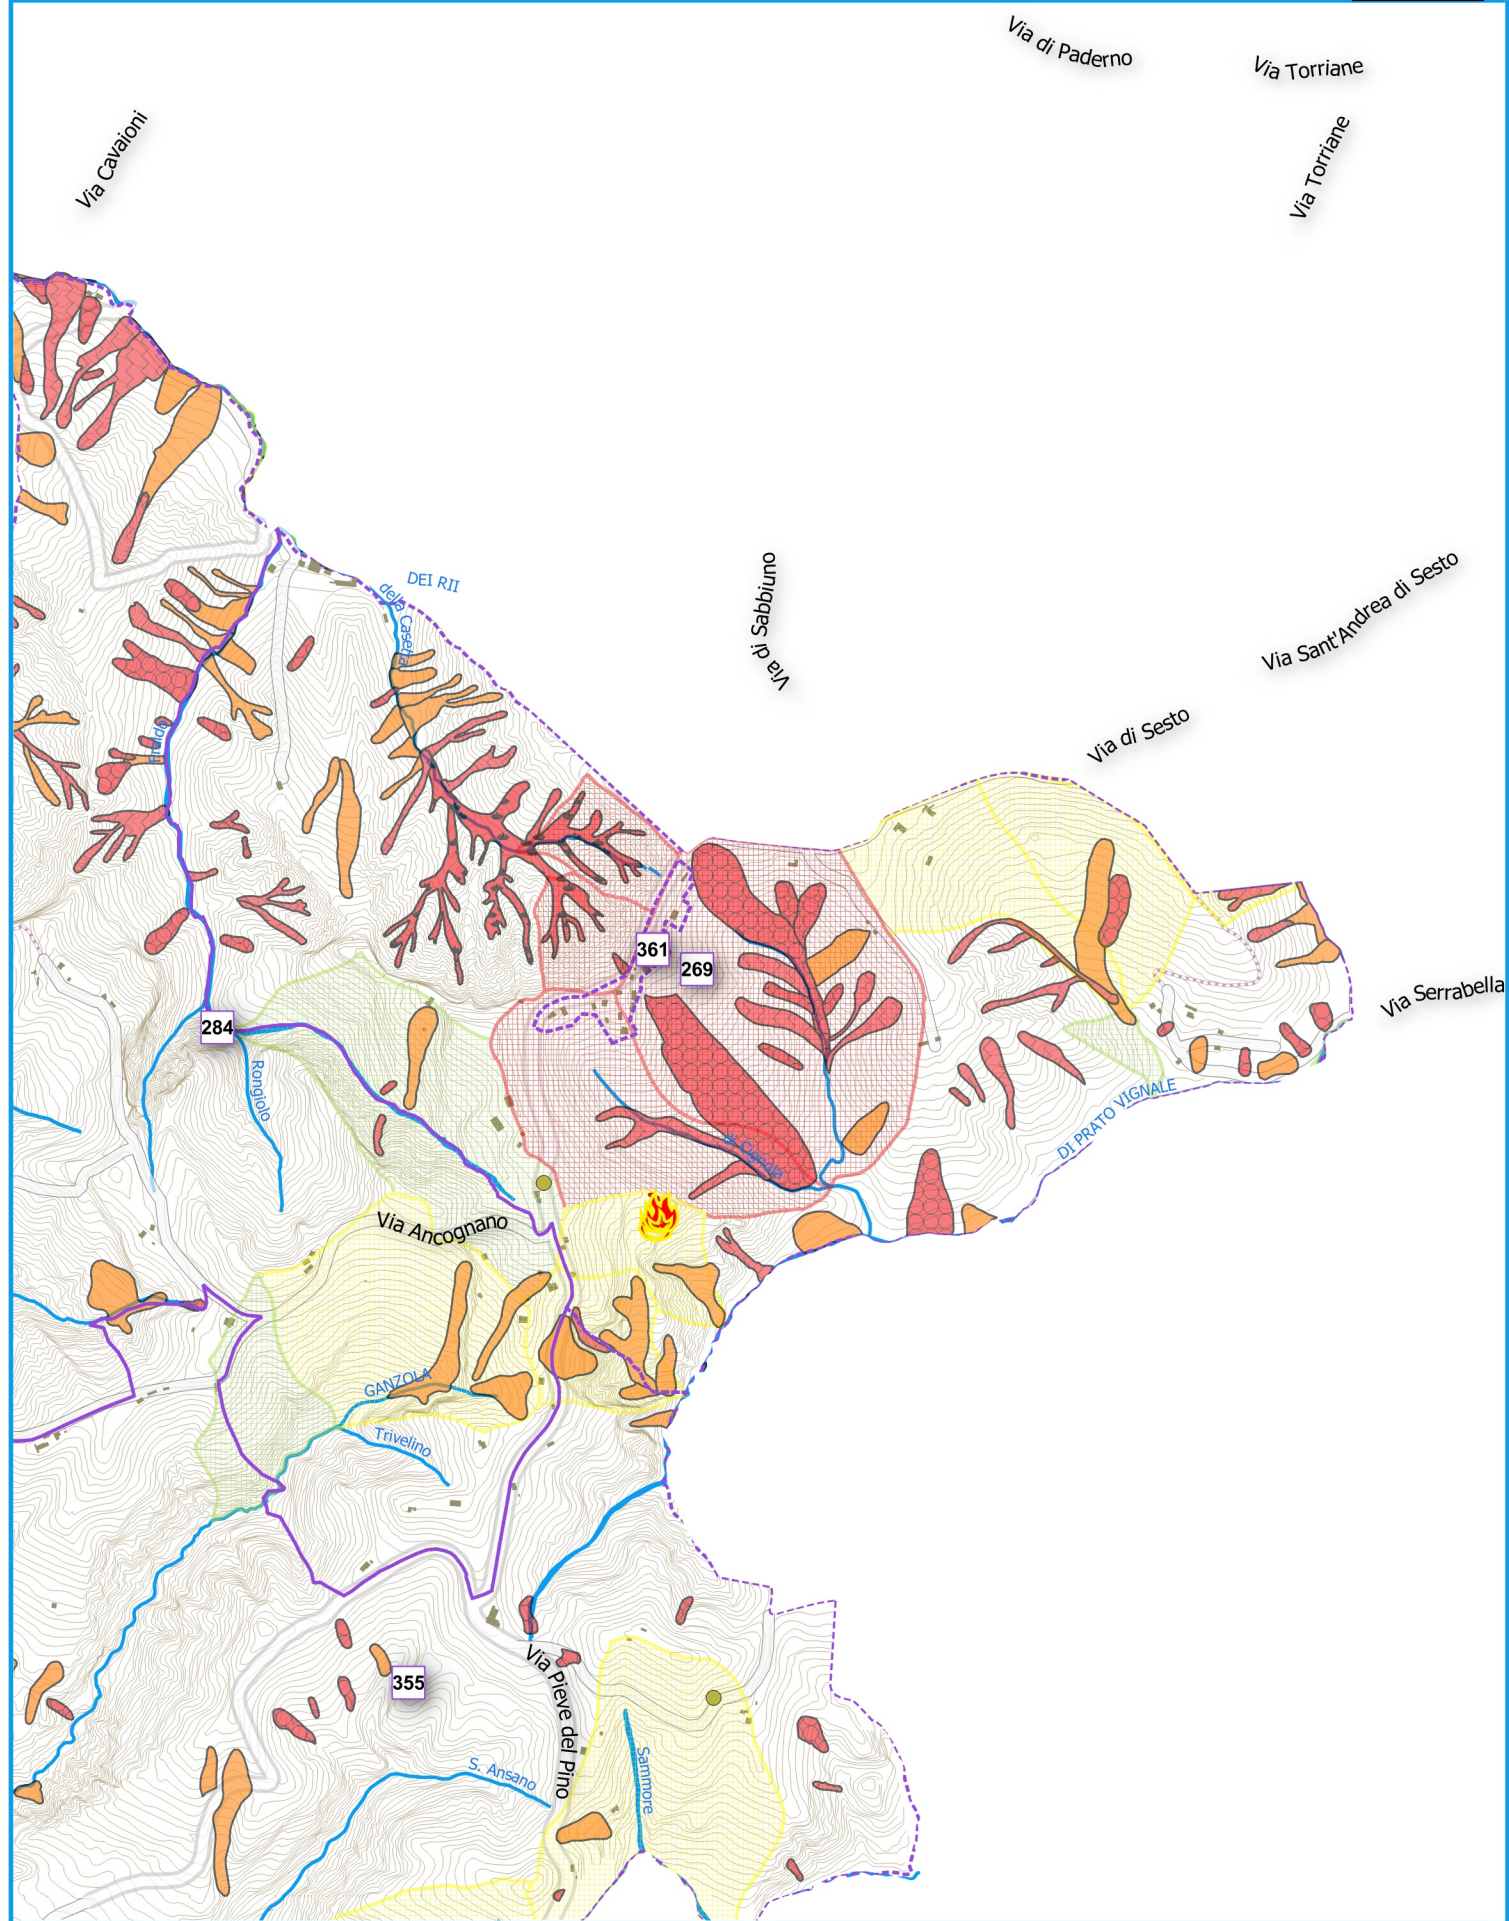 Via di Paderno
Via Torriane
Via Cavaioni
Via Torriane
Via di Sabbiuno
Via Sant'Andrea di Sesto
DEI RII
della Casetta
Via di Sesto
361
269
Via Serrabella
284
Rongiolo
DI PRATO VIGNALE
di Cignola
Via Ancognano
GANZOLA
Trivelino
Via Pieve del Pino
355
S. Ansano
Sammore